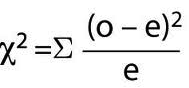 χ² = Σ (o – e)² / e